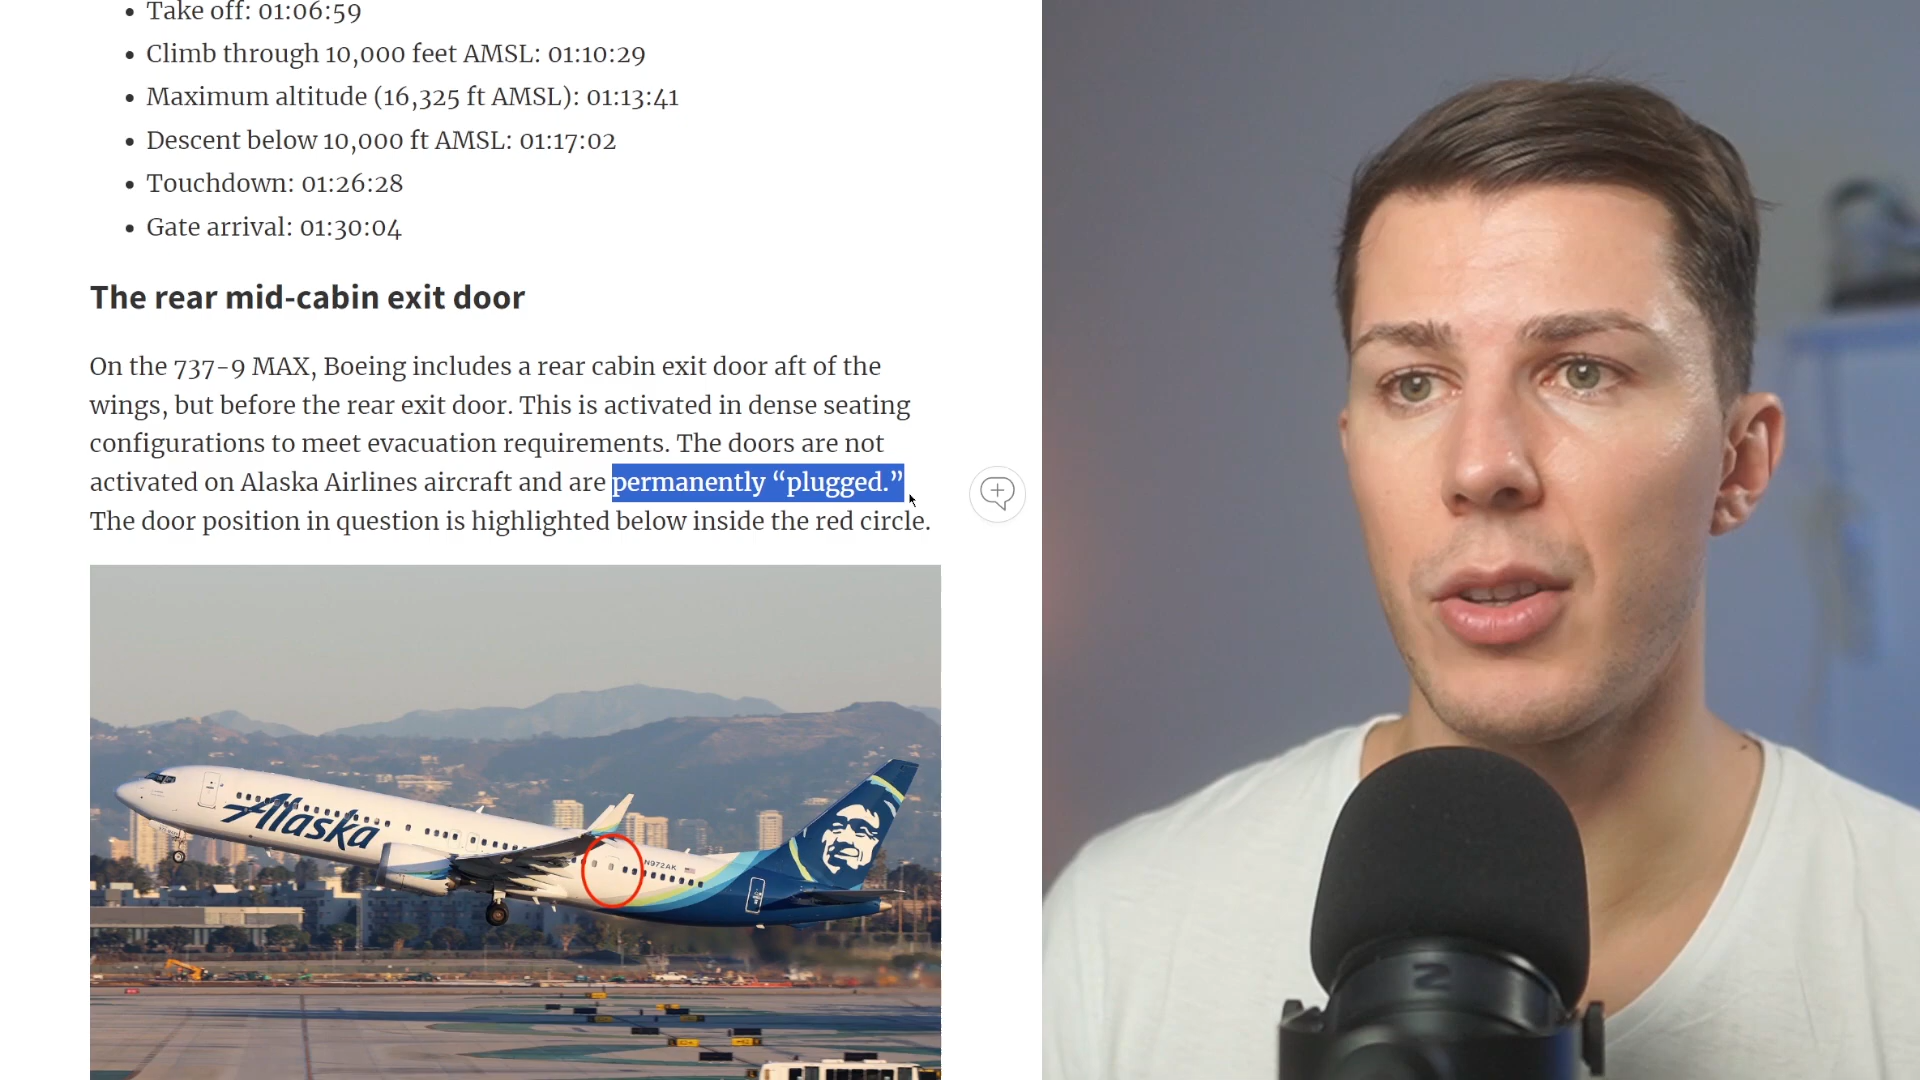 Take off: 01:06:59
Climb through 10,000 feet AMSL: 01:10:29
Maximum altitude (16,325 ft AMSL): 01:13:41
Descent below 10,000 ft AMSL: 01:17:02
Touchdown: 01:26:28
Gate arrival: 01:30:04
The rear mid-cabin exit door
On the 737-9 MAX, Boeing includes a rear cabin exit door aft of the
wings, but before the rear exit door. This is activated in dense seating
configurations to meet evacuation requirements. The doors are not
activated on Alaska Airlines aircraft and are permanently “plugged.”
The door position in question is highlighted below inside the red circle.
Alaska
N972AK